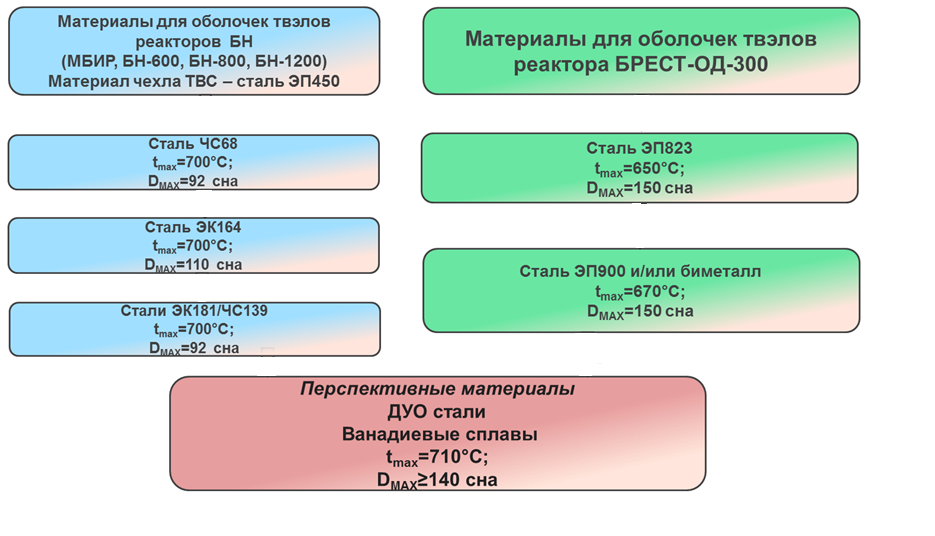 Материалы для оболочек твэлов
реакторов БН
(МБИР, БН-600, БН-800, БН-1200)
Материал чехла ТВС – сталь ЭП450
Сталь ЧС68
tmax=700°С;
DMAX=92 сна
Сталь ЭК164
tmax=700°С;
DMAX=110 сна
Стали ЭК181/ЧС139
tmax=700°С;
DMAX=92 сна
Материалы для оболочек твэлов
реактора БРЕСТ-ОД-300
Сталь ЭП823
tmax=650°С;
DMAX=150 сна
Сталь ЭП900 и/или биметалл
tmax=670°С;
DMAX=150 сна
Перспективные материалы
ДУО стали
Ванадиевые сплавы
tmax=710°С;
DMAX≥140 сна